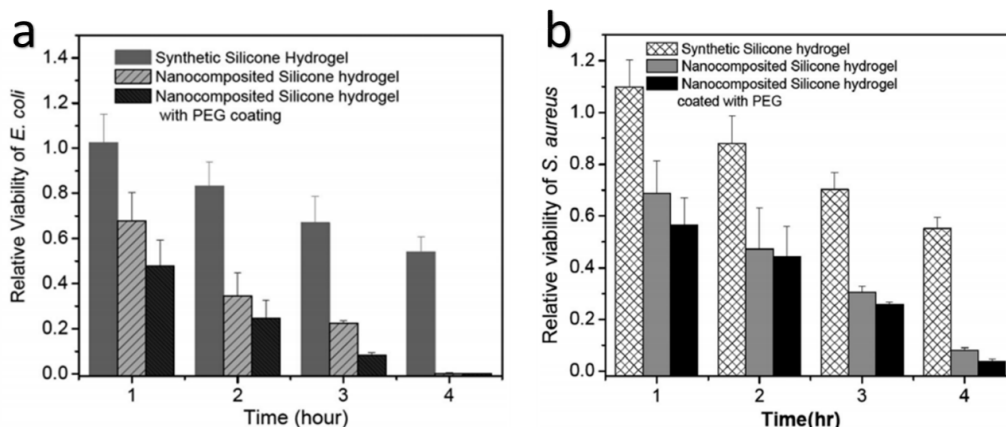 a
1.4
1.2
1.0
0.8
0.6
0.4
0.2
0.0
Relative Viability of E. coli
Synthetic Silicone Hydrogel
Nanocomposited Silicone hydrogel
Nanocomposited Silicone hydrogel
with PEG coating
1 2 3 4
Time (hour)
b
1.2
1.0
0.8
0.6
0.4
0.2
0.0
Relative viability of S. aureus
Synthetic Silicone hydrogel
Nanocomposited Silicone hydrogel
Nanocomposited Silicone hydrogel
coated with PEG
1 2 3 4
Time(hr)